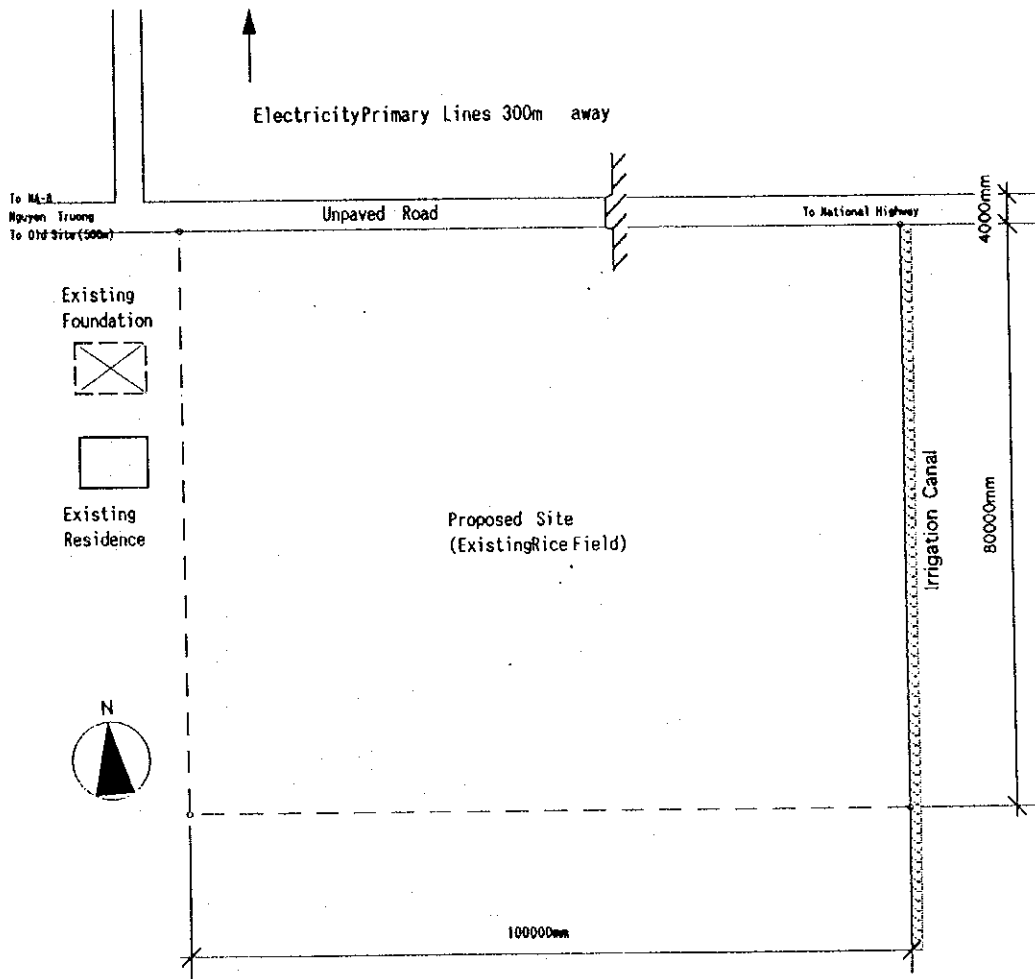 ElectricityPrimary Lines 300m away
To NA-R
Nguyen Truong
To Old Site(500m)
Unpaved Road
To National Highway
4000mm
Existing
Foundation
Existing
Residence
Proposed Site
(ExistingRice Field)
Irrigation Canal
80000mm
N
100000mm